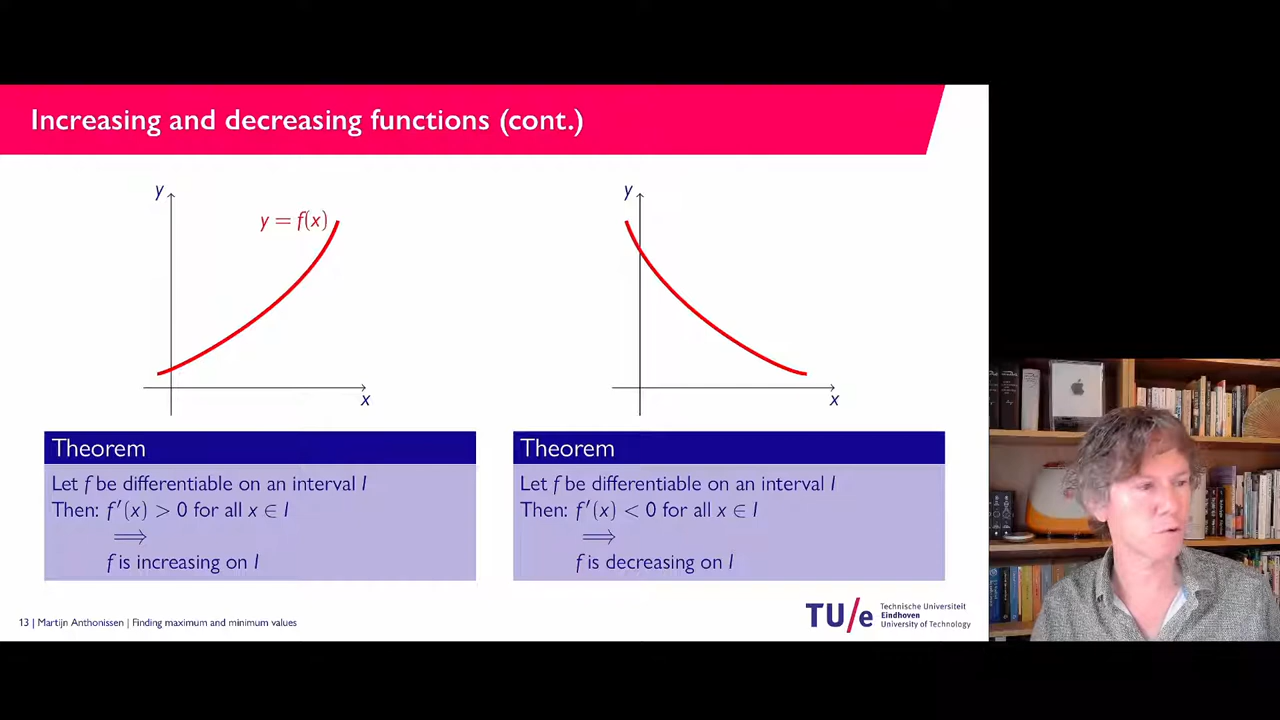 Increasing and decreasing functions (cont.)
y
y = f(x)
x
y
x
Theorem
Let f be differentiable on an interval I
Then: f′(x) > 0 for all x ∈ I
⟹
f is increasing on I
Theorem
Let f be differentiable on an interval I
Then: f′(x) < 0 for all x ∈ I
⟹
f is decreasing on I
13 | Martijn Anthonissen | Finding maximum and minimum values
TU/e
Technische Universiteit
Eindhoven
University of Technology